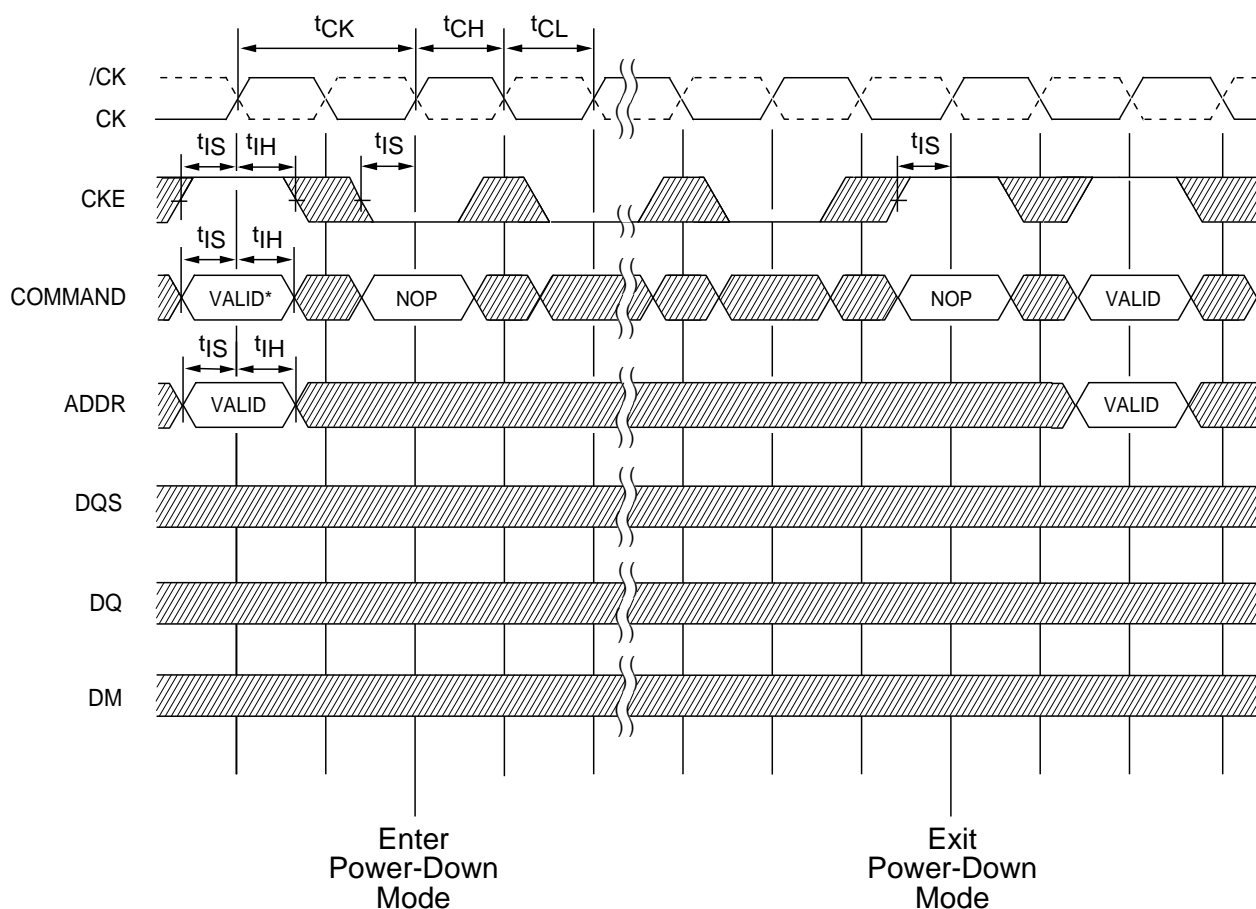 tCK tCH tCL
/CK
CK
tIS tIH tIS tIS
CKE
tIS tIH
COMMAND VALID* NOP NOP VALID
tIS tIH
ADDR VALID VALID
DQS
DQ
DM
Enter
Power-Down
Mode
Exit
Power-Down
Mode